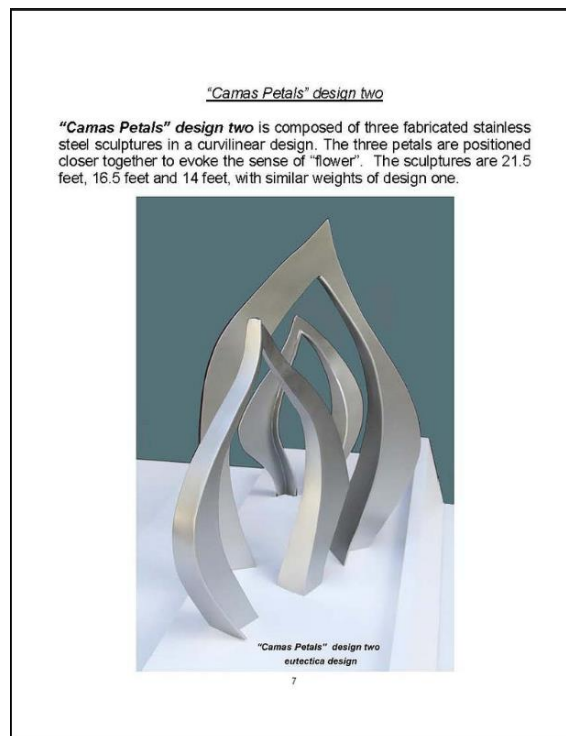 "Camas Petals" design two
"Camas Petals" design two is composed of three fabricated stainless
steel sculptures in a curvilinear design. The three petals are positioned
closer together to evoke the sense of "flower". The sculptures are 21.5
feet, 16.5 feet and 14 feet, with similar weights of design one.
"Camas Petals" design two
eutectica design
7